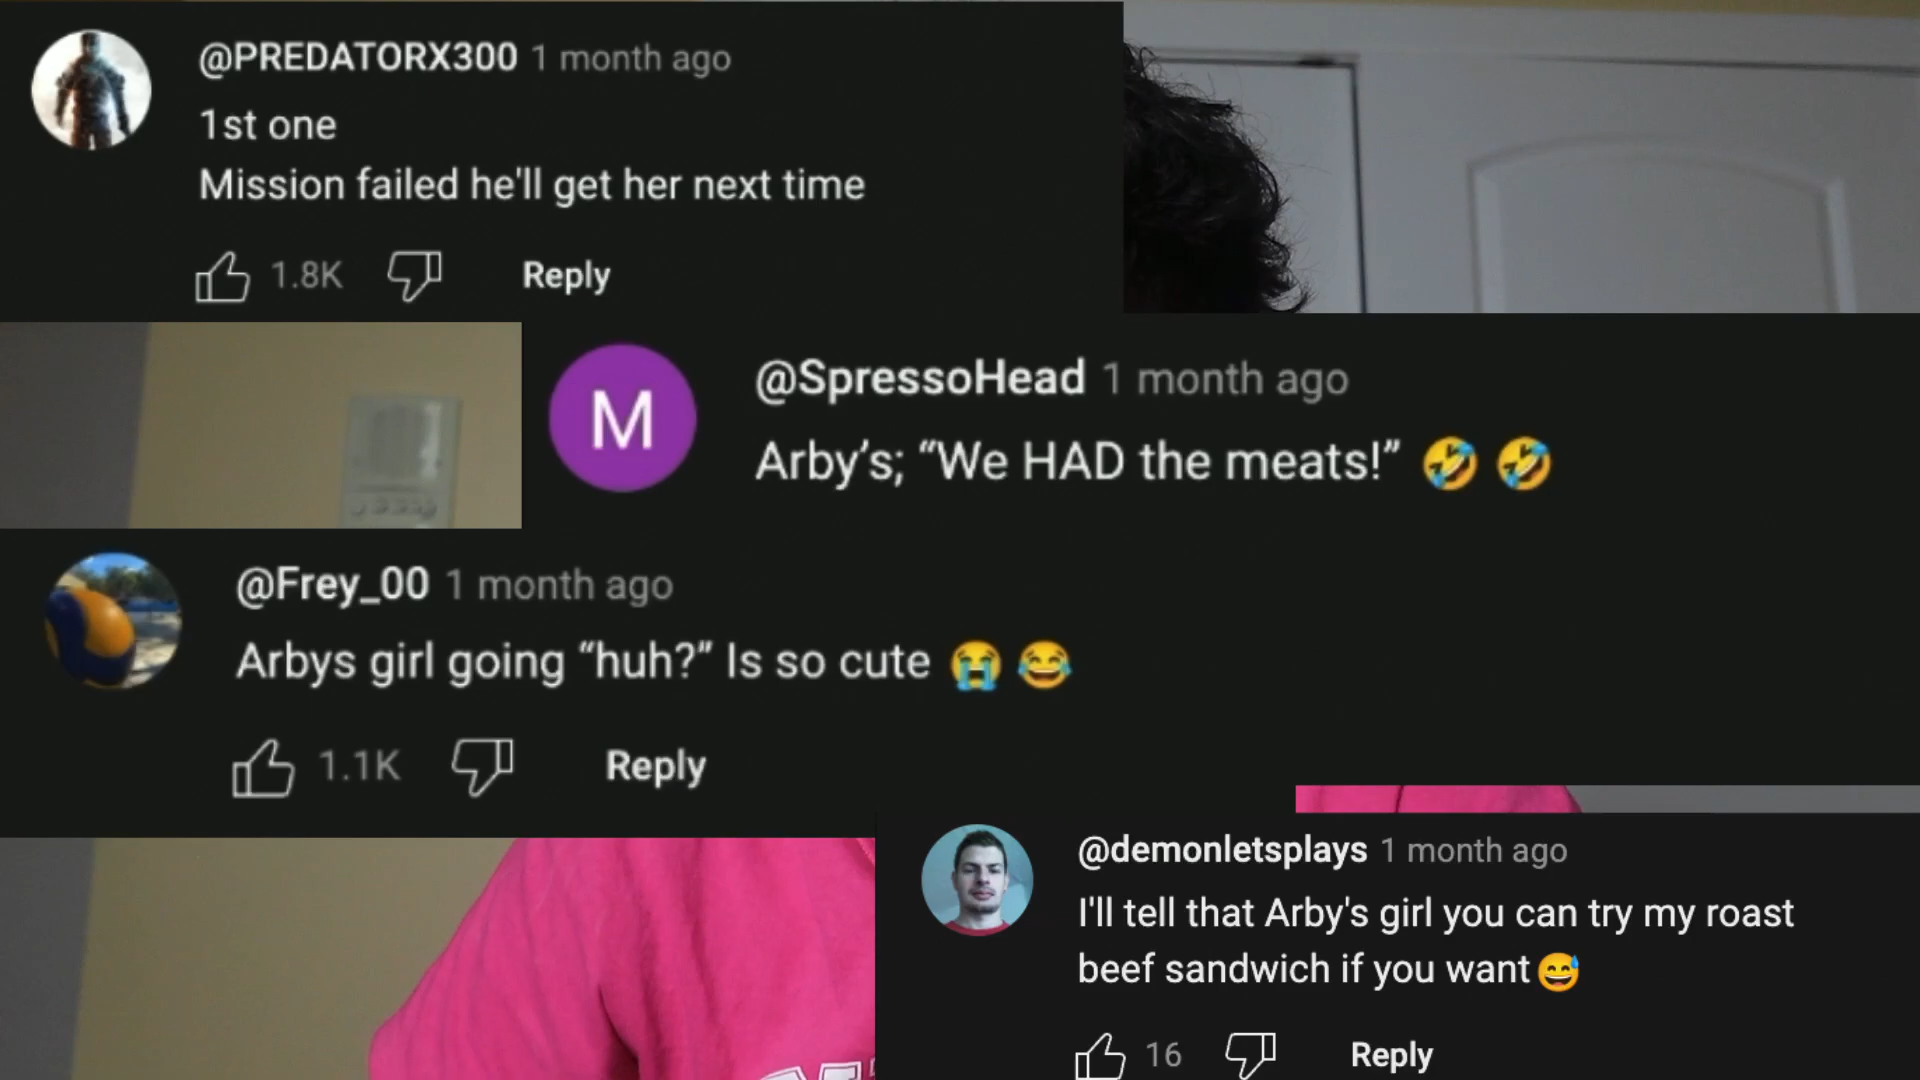 @PREDATORX300 1 month ago
1st one
Mission failed he'll get her next time
1.8K Reply
M
@SpressoHead 1 month ago
Arby’s; “We HAD the meats!” 🤣 🤣
@Frey_00 1 month ago
Arbys girl going “huh?” Is so cute 😭 😂
1.1K Reply
@demonletsplays 1 month ago
I'll tell that Arby's girl you can try my roast
beef sandwich if you want 😅
16 Reply